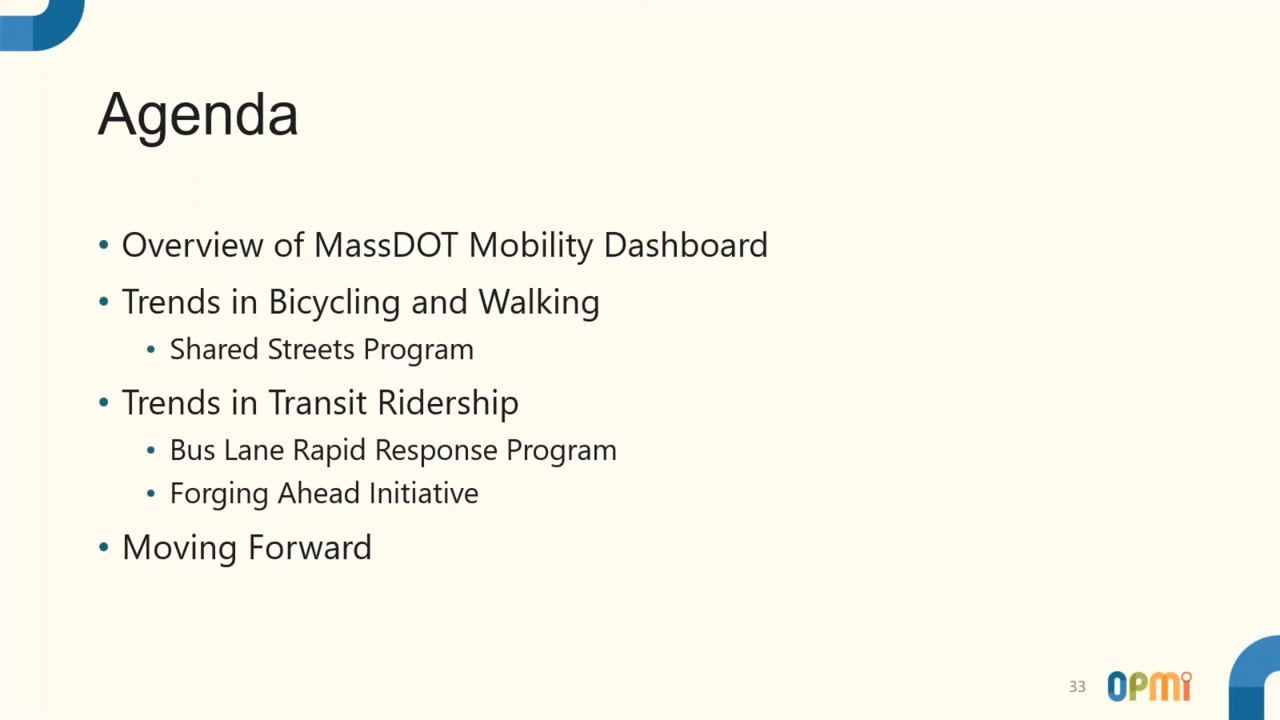 Agenda
• Overview of MassDOT Mobility Dashboard
• Trends in Bicycling and Walking
• Shared Streets Program
• Trends in Transit Ridership
• Bus Lane Rapid Response Program
• Forging Ahead Initiative
• Moving Forward
33
OPMi